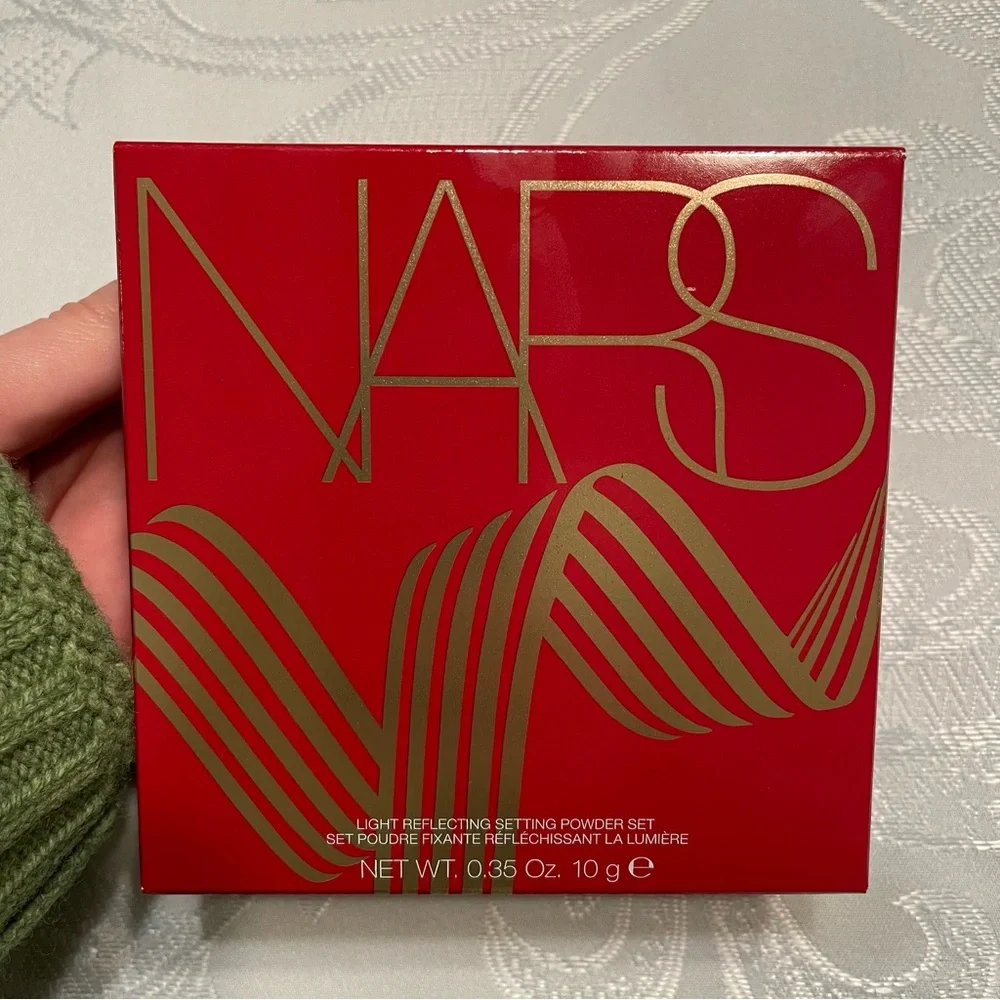 NARS
LIGHT REFLECTING SETTING POWDER SET
SET POUDRE FIXANTE RÉFLÉCHISSANT LA LUMIÈRE
NET WT. 0.35 Oz. 10 g ℮